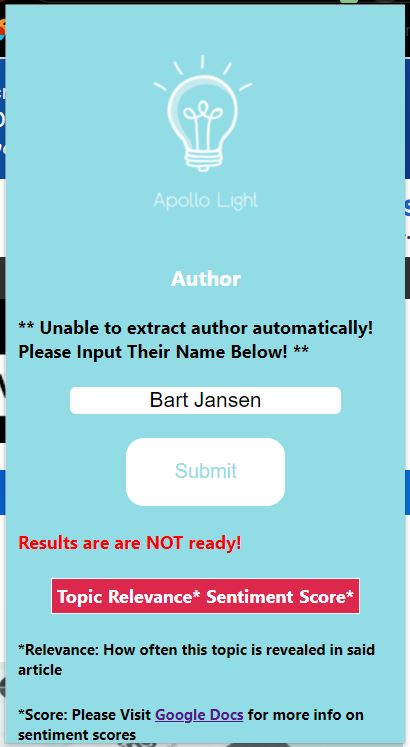 Apollo Light
Author
** Unable to extract author automatically!
Please Input Their Name Below! **
Bart Jansen
Submit
Results are are NOT ready!
Topic Relevance* Sentiment Score*
*Relevance: How often this topic is revealed in said
article
*Score: Please Visit Google Docs for more info on
sentiment scores